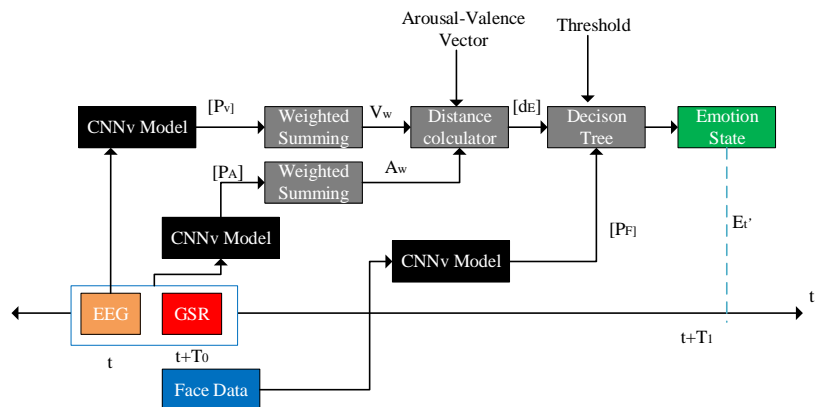 Arousal-Valence
Vector
Threshold
[Pv]
Weighted
Summing
Vw
Distance
colculator
[dE]
Decison
Tree
Emotion
State
CNNv Model
[PA]
Weighted
Summing
Aw
CNNv Model
[PF]
Et'
CNNv Model
EEG
GSR
t
t
t+T0
t+T1
Face Data